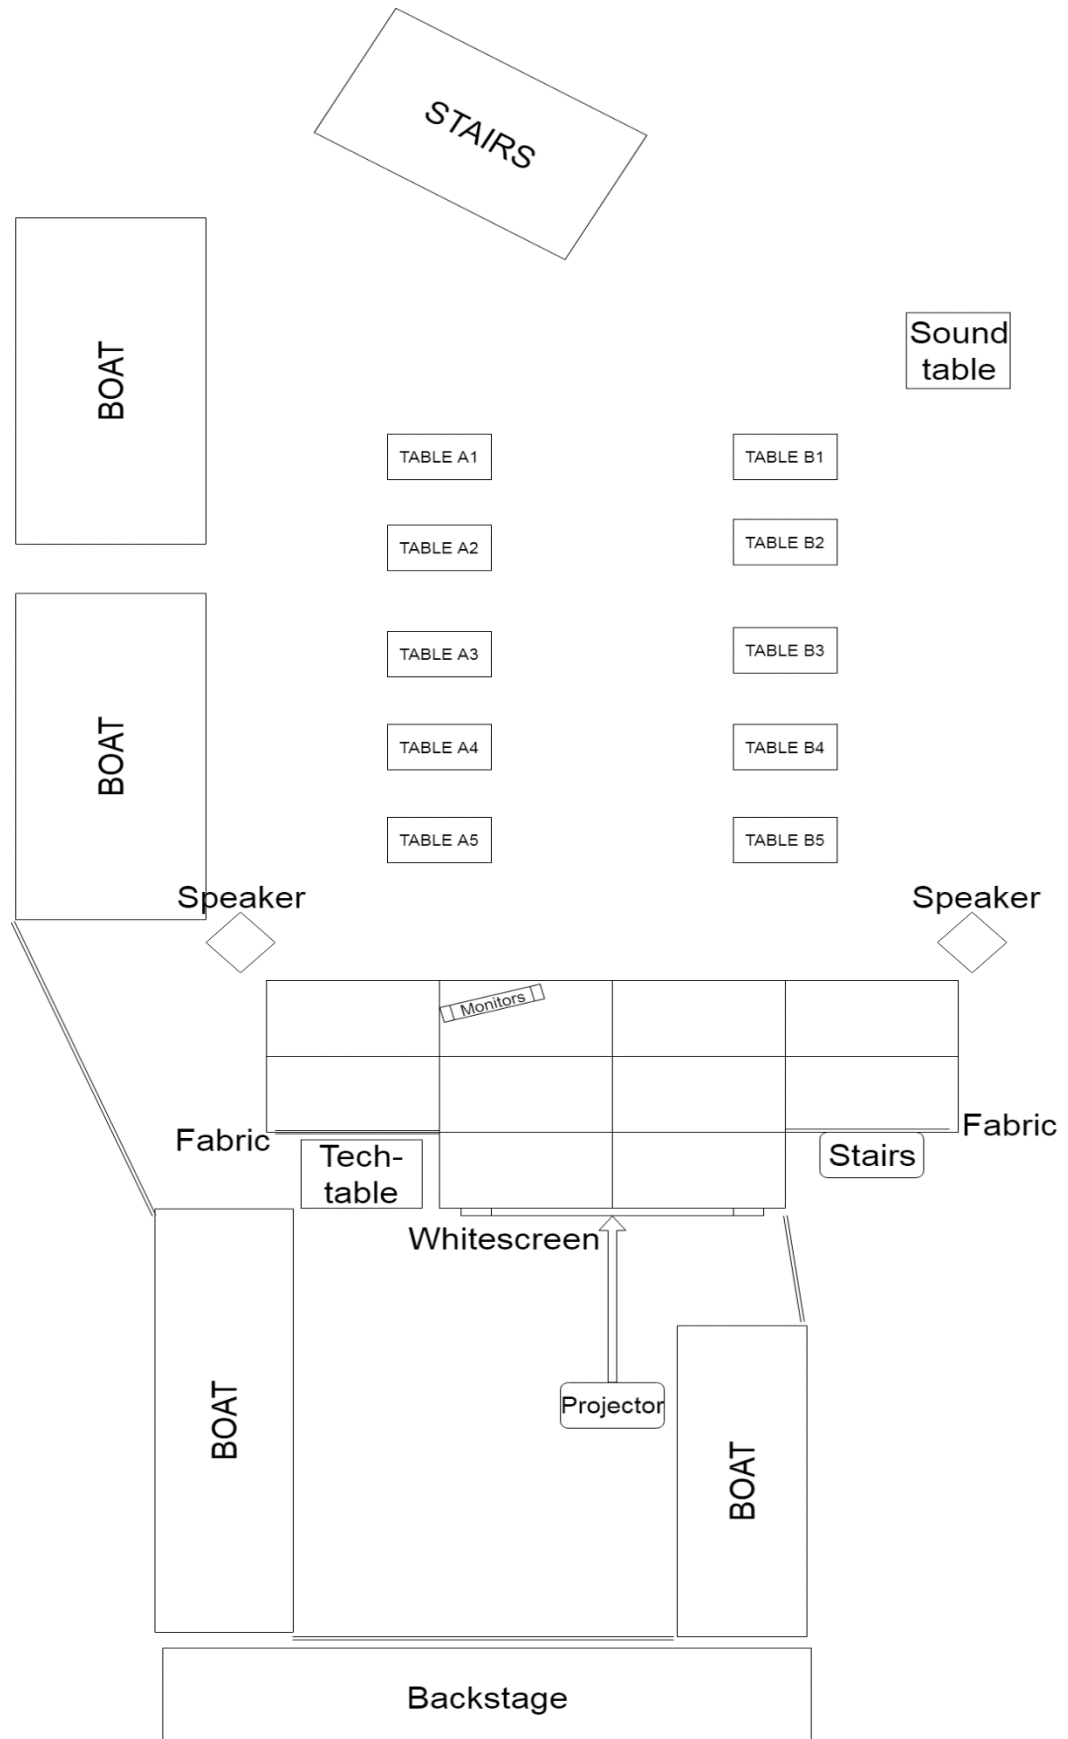 STAIRS
BOAT
Sound
table
TABLE A1
TABLE B1
TABLE A2
TABLE B2
TABLE A3
TABLE B3
BOAT
TABLE A4
TABLE B4
TABLE A5
TABLE B5
Speaker
Speaker
Monitors
Fabric
Fabric
Tech-
table
Stairs
Whitescreen
Projector
BOAT
BOAT
Backstage